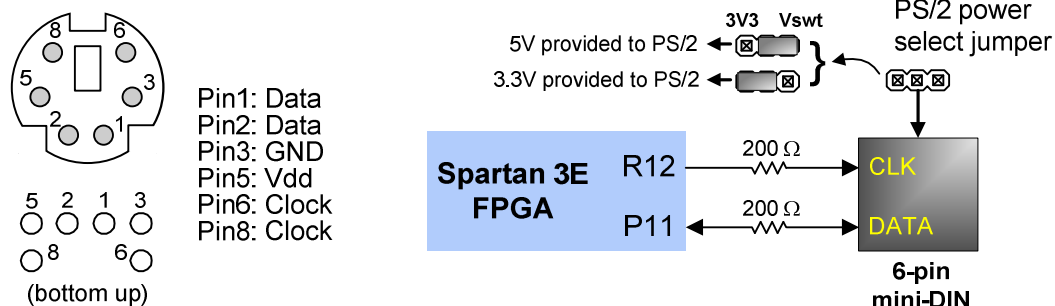 8 6
5 3
2 1
Pin1: Data
Pin2: Data
Pin3: GND
Pin5: Vdd
Pin6: Clock
Pin8: Clock
5 2 1 3
8 6
(bottom up)
3V3 Vswt
5V provided to PS/2
3.3V provided to PS/2
PS/2 power
select jumper
Spartan 3E
FPGA
R12
P11
200 Ω
200 Ω
CLK
DATA
6-pin
mini-DIN